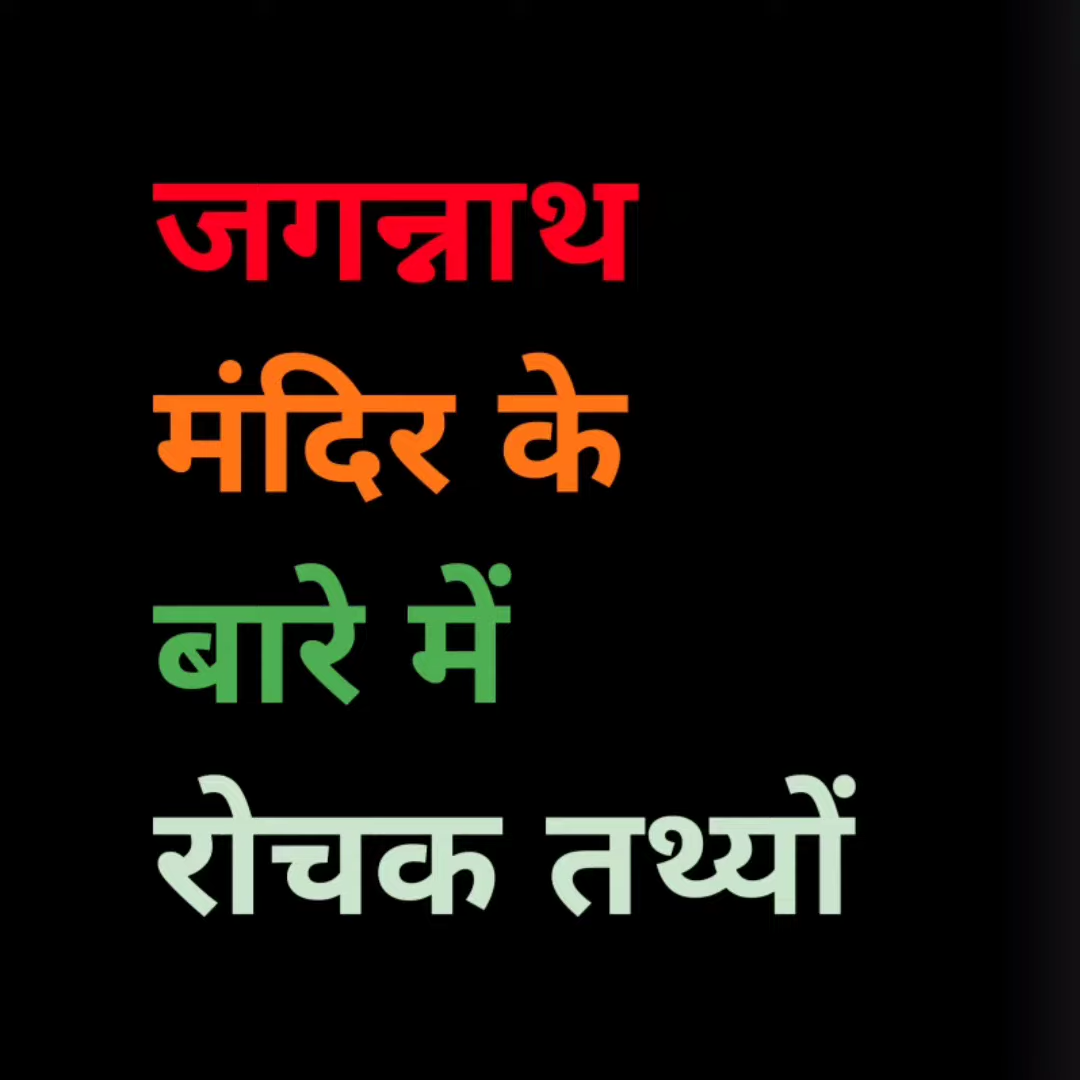 जगन्नाथ
मंदिर के
बारे में
रोचक तथ्यों